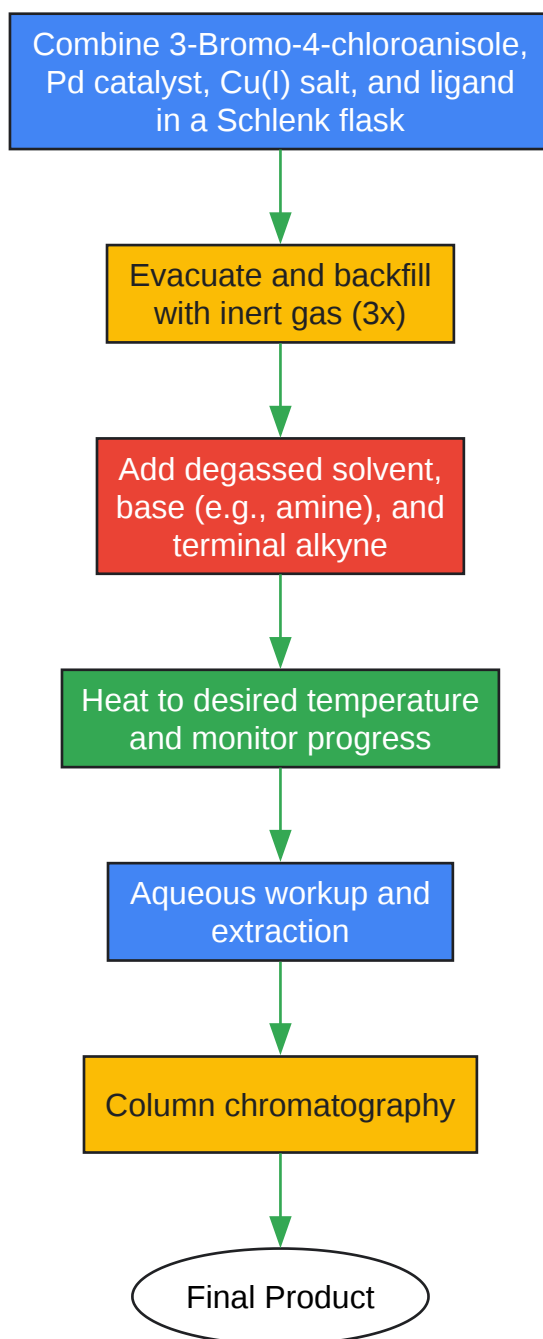 Combine 3-Bromo-4-chloroanisole,
Pd catalyst, Cu(I) salt, and ligand
in a Schlenk flask
Evacuate and backfill
with inert gas (3x)
Add degassed solvent,
base (e.g., amine), and
terminal alkyne
Heat to desired temperature
and monitor progress
Aqueous workup and
extraction
Column chromatography
Final Product